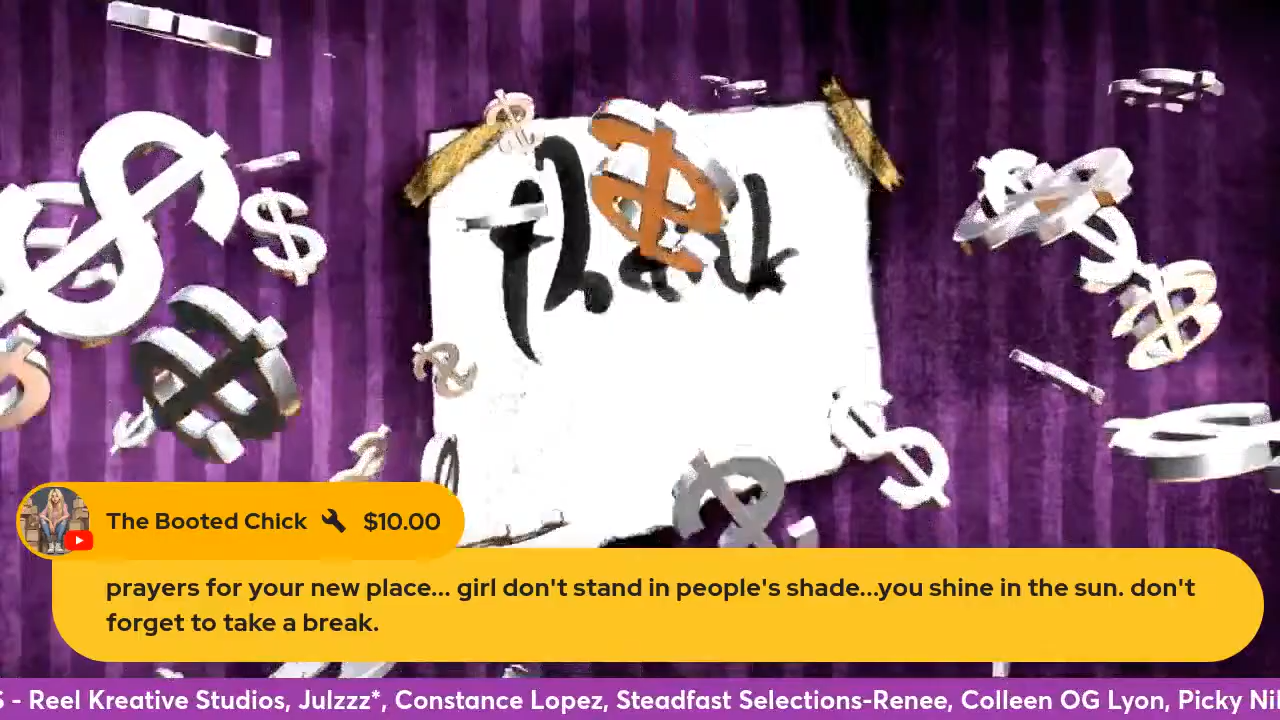 thank
The Booted Chick $10.00
prayers for your new place... girl don't stand in people's shade...you shine in the sun. don't
forget to take a break.
- Reel Kreative Studios, Julzzz*, Constance Lopez, Steadfast Selections-Renee, Colleen OG Lyon, Picky